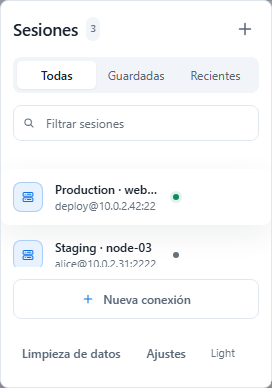 Sesiones 3
Todas Guardadas Recientes
Filtrar sesiones
Production · web...
deploy@10.0.2.42:22
Staging · node-03
alice@10.0.2.31:2222
Nueva conexión
Limpieza de datos Ajustes Light